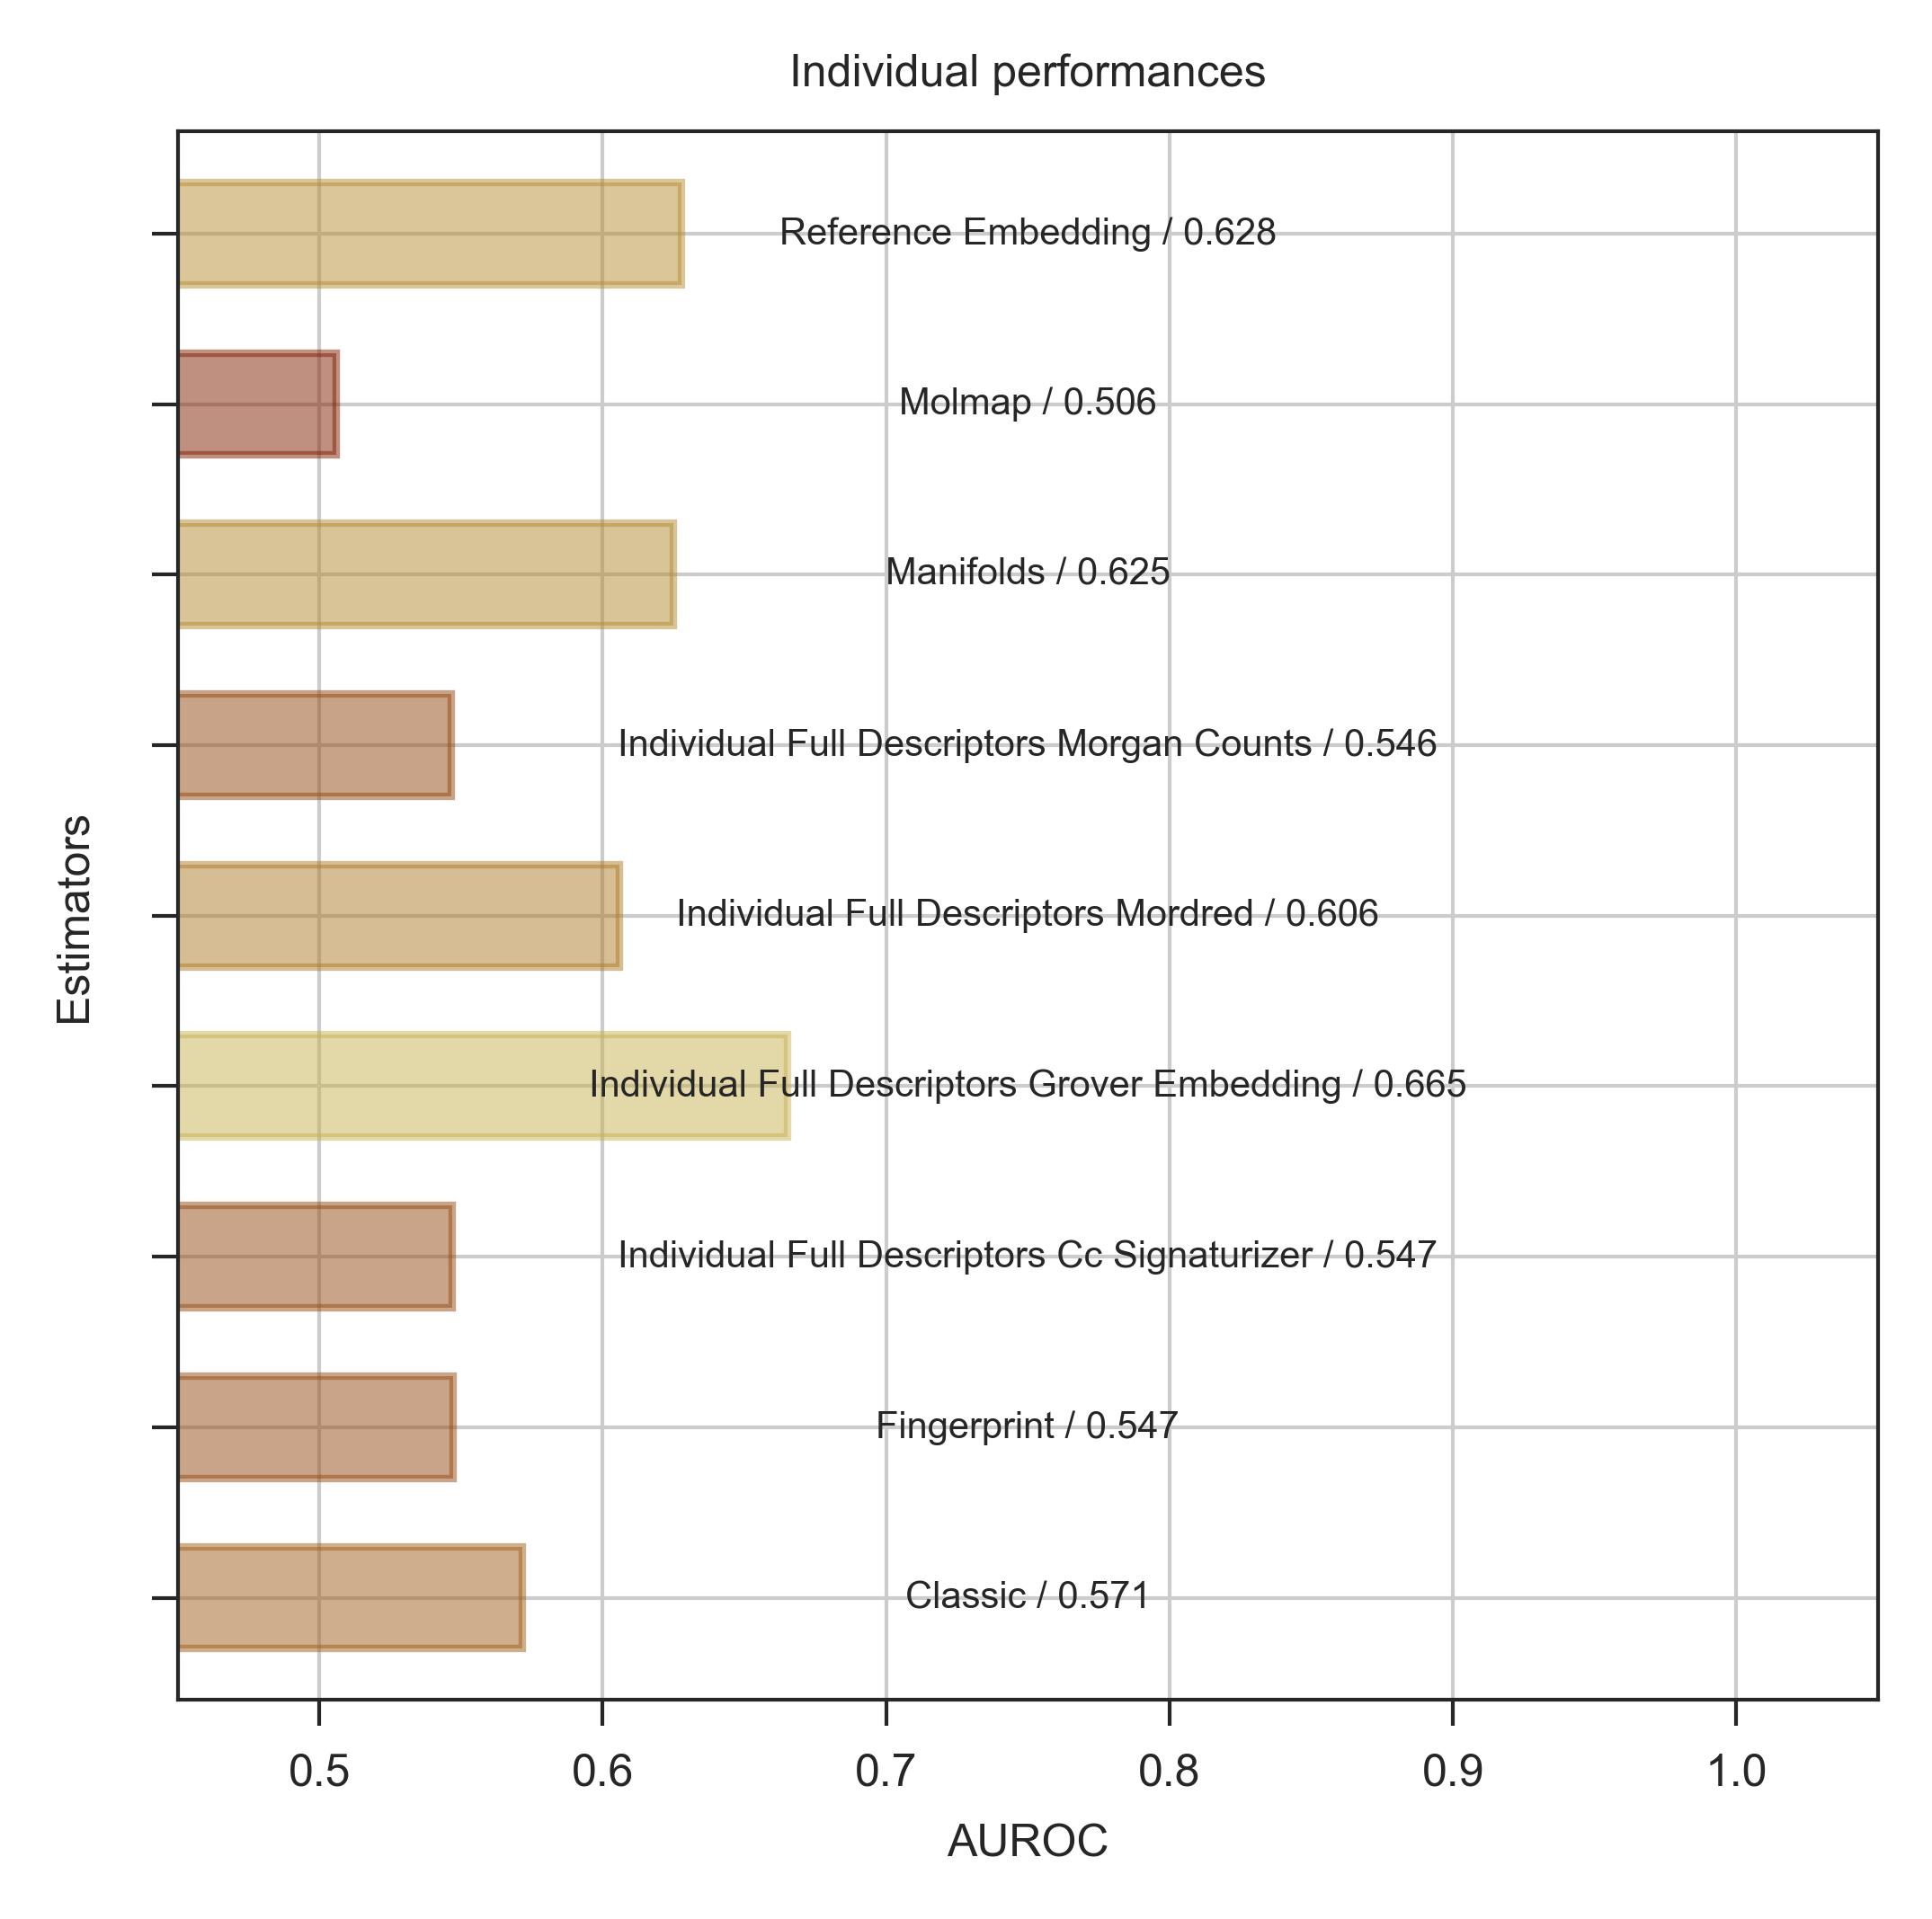 Individual performances
Reference Embedding / 0.628
Molmap / 0.506
Manifolds / 0.625
Individual Full Descriptors Morgan Counts / 0.546
Individual Full Descriptors Mordred / 0.606
Individual Full Descriptors Grover Embedding / 0.665
Individual Full Descriptors Cc Signaturizer / 0.547
Fingerprint / 0.547
Classic / 0.571
Estimators
0.5 0.6 0.7 0.8 0.9 1.0
AUROC